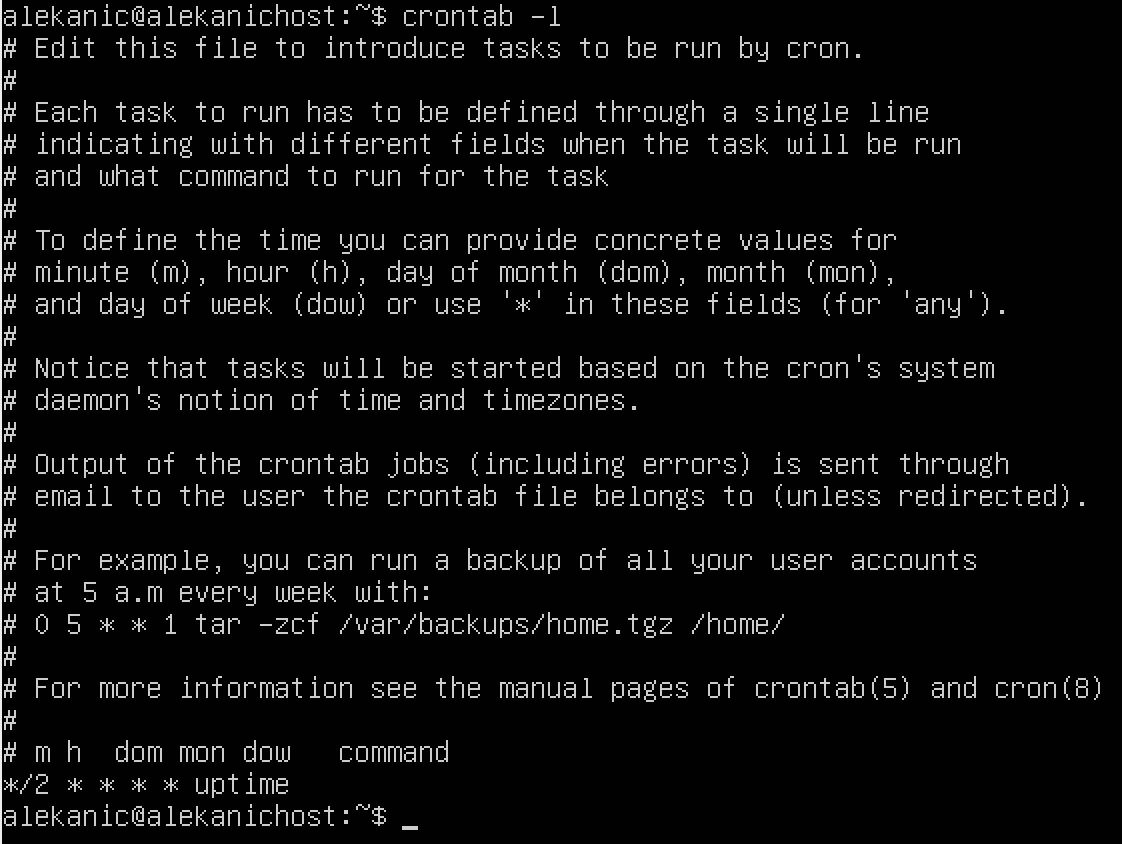 alekanic@alekanichost:~$ crontab -l
# Edit this file to introduce tasks to be run by cron.
#
# Each task to run has to be defined through a single line
# indicating with different fields when the task will be run
# and what command to run for the task
#
# To define the time you can provide concrete values for
# minute (m), hour (h), day of month (dom), month (mon),
# and day of week (dow) or use '*' in these fields (for 'any').
#
# Notice that tasks will be started based on the cron's system
# daemon's notion of time and timezones.
#
# Output of the crontab jobs (including errors) is sent through
# email to the user the crontab file belongs to (unless redirected).
#
# For example, you can run a backup of all your user accounts
# at 5 a.m every week with:
# 0 5 * * 1 tar -zcf /var/backups/home.tgz /home/
#
# For more information see the manual pages of crontab(5) and cron(8)
#
# m h  dom mon dow   command
*/2 * * * * uptime
alekanic@alekanichost:~$ _